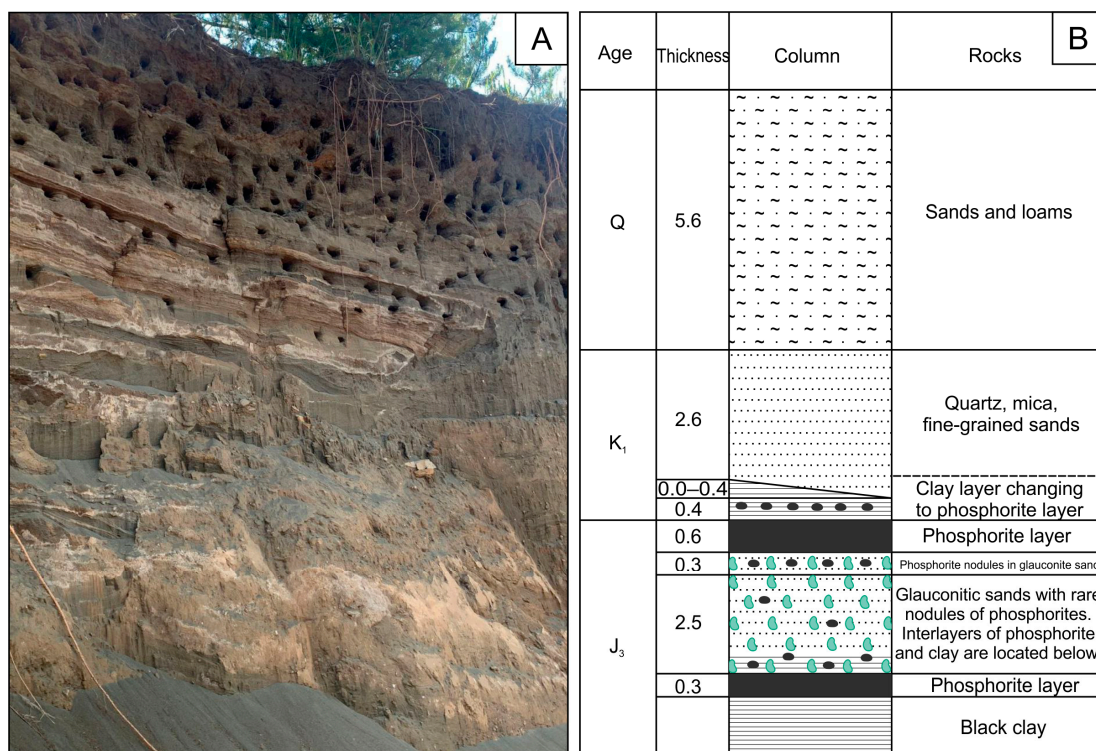 A
B
Age
Thickness
Column
Rocks
Q
5.6
Sands and loams
K₁
2.6
Quartz, mica,
fine-grained sands
0.0–0.4
Clay layer changing
to phosphorite layer
0.4
J₃
0.6
Phosphorite layer
0.3
Phosphorite nodules in glauconite sand
2.5
Glauconitic sands with rare
nodules of phosphorites.
Interlayers of phosphorite
and clay are located below
0.3
Phosphorite layer
Black clay